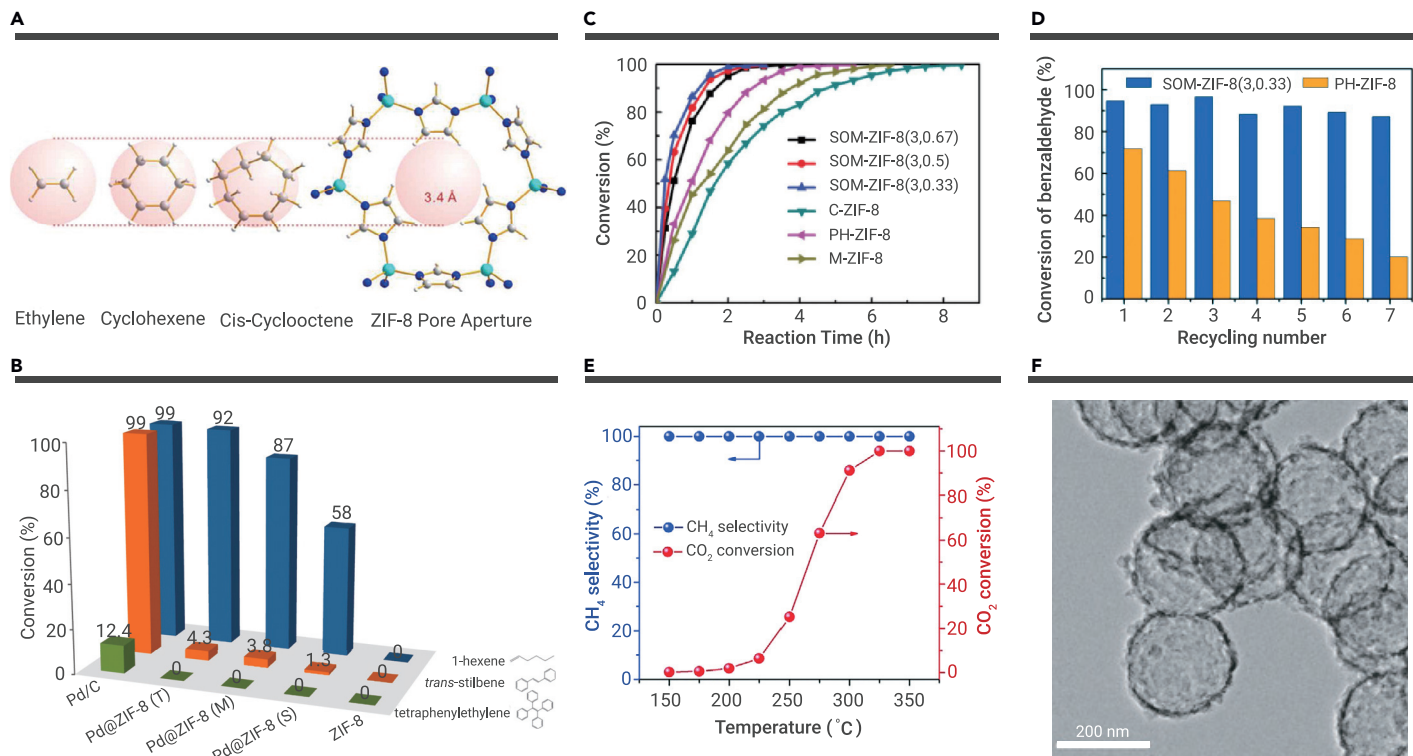 A
3.4 Å
Ethylene Cyclohexene Cis-Cyclooctene ZIF-8 Pore Aperture
B
Conversion (%)
100
80
60
40
20
0
99 99 92 87 58 0
12.4 4.3 3.8 1.3 0
0 0 0 0
Pd/C
Pd@ZIF-8 (T)
Pd@ZIF-8 (M)
Pd@ZIF-8 (S)
ZIF-8
1-hexene
trans-stilbene
tetraphenylethylene
C
Conversion (%)
100
80
60
40
20
0
SOM-ZIF-8(3,0.67)
SOM-ZIF-8(3,0.5)
SOM-ZIF-8(3,0.33)
C-ZIF-8
PH-ZIF-8
M-ZIF-8
0 2 4 6 8
Reaction Time (h)
D
Conversion of benzaldehyde (%)
100
80
60
40
20
0
SOM-ZIF-8(3,0.33) PH-ZIF-8
1 2 3 4 5 6 7
Recycling number
E
CH₄ selectivity (%)
100
80
60
40
20
0
CH₄ selectivity
CO₂ conversion
100
80
60
40
20
0
CO₂ conversion (%)
150 200 250 300 350
Temperature (°C)
F
200 nm